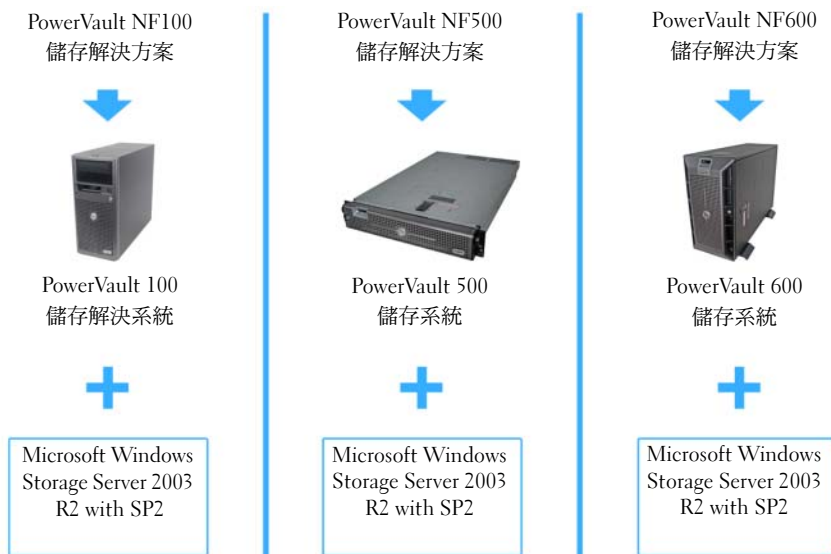 PowerVault NF100
儲存解決方案
PowerVault 100
儲存解決系統
Microsoft Windows
Storage Server 2003
R2 with SP2
PowerVault NF500
儲存解決方案
PowerVault 500
儲存系統
Microsoft Windows
Storage Server 2003
R2 with SP2
PowerVault NF600
儲存解決方案
PowerVault 600
儲存系統
Microsoft Windows
Storage Server 2003
R2 with SP2